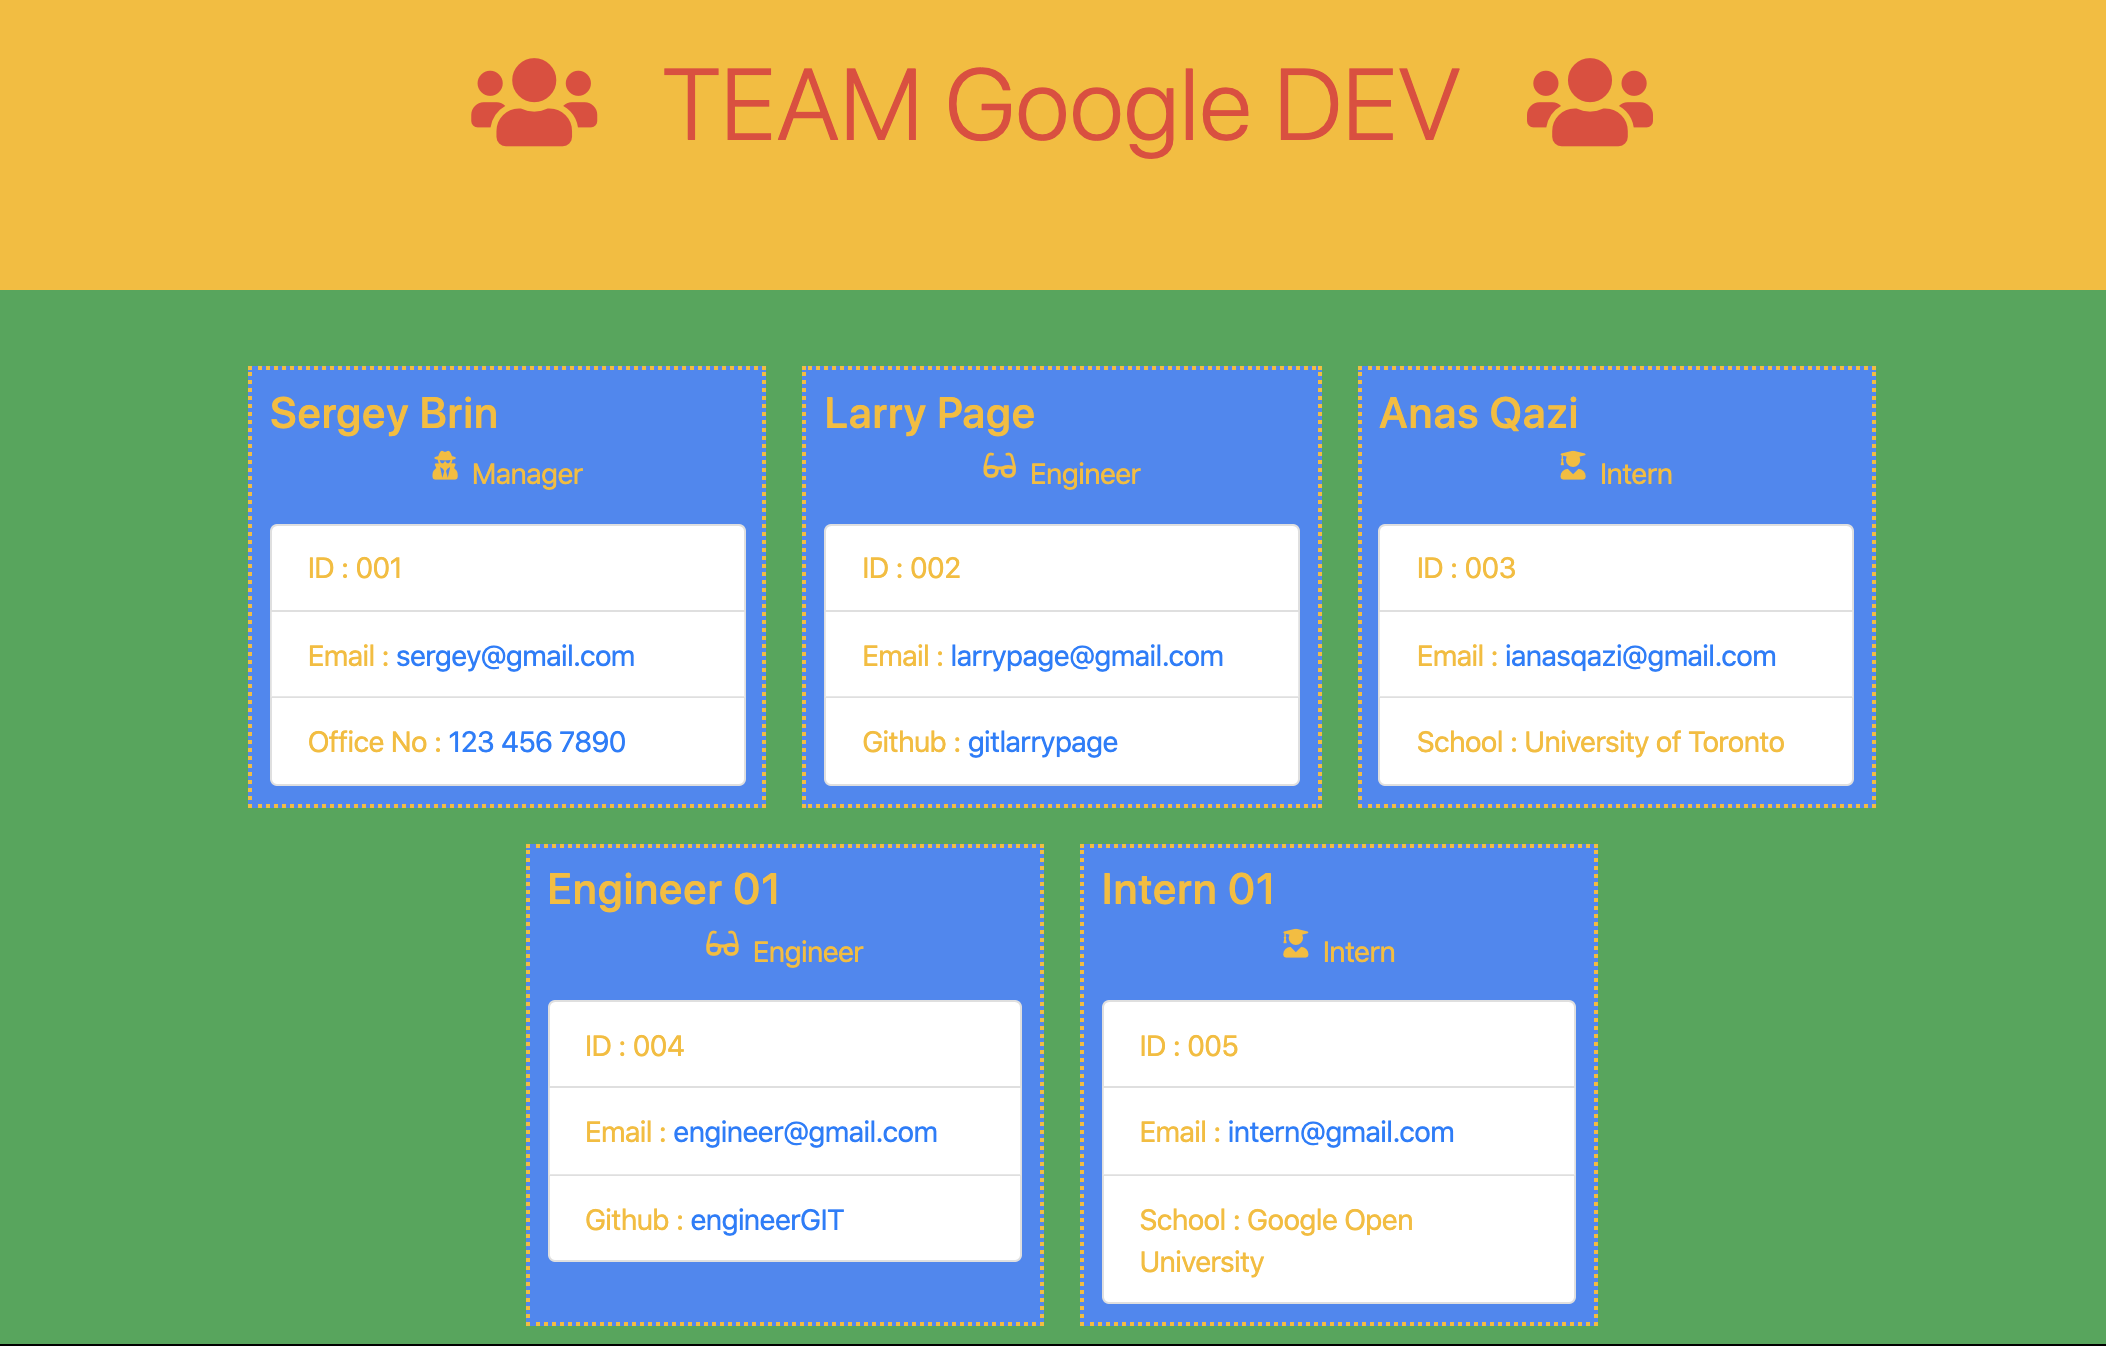 TEAM Google DEV
Sergey Brin
Manager
ID : 001
Email : sergey@gmail.com
Office No : 123 456 7890
Larry Page
Engineer
ID : 002
Email : larrypage@gmail.com
Github : gitlarrypage
Anas Qazi
Intern
ID : 003
Email : ianasqazi@gmail.com
School : University of Toronto
Engineer 01
Engineer
ID : 004
Email : engineer@gmail.com
Github : engineerGIT
Intern 01
Intern
ID : 005
Email : intern@gmail.com
School : Google Open
University